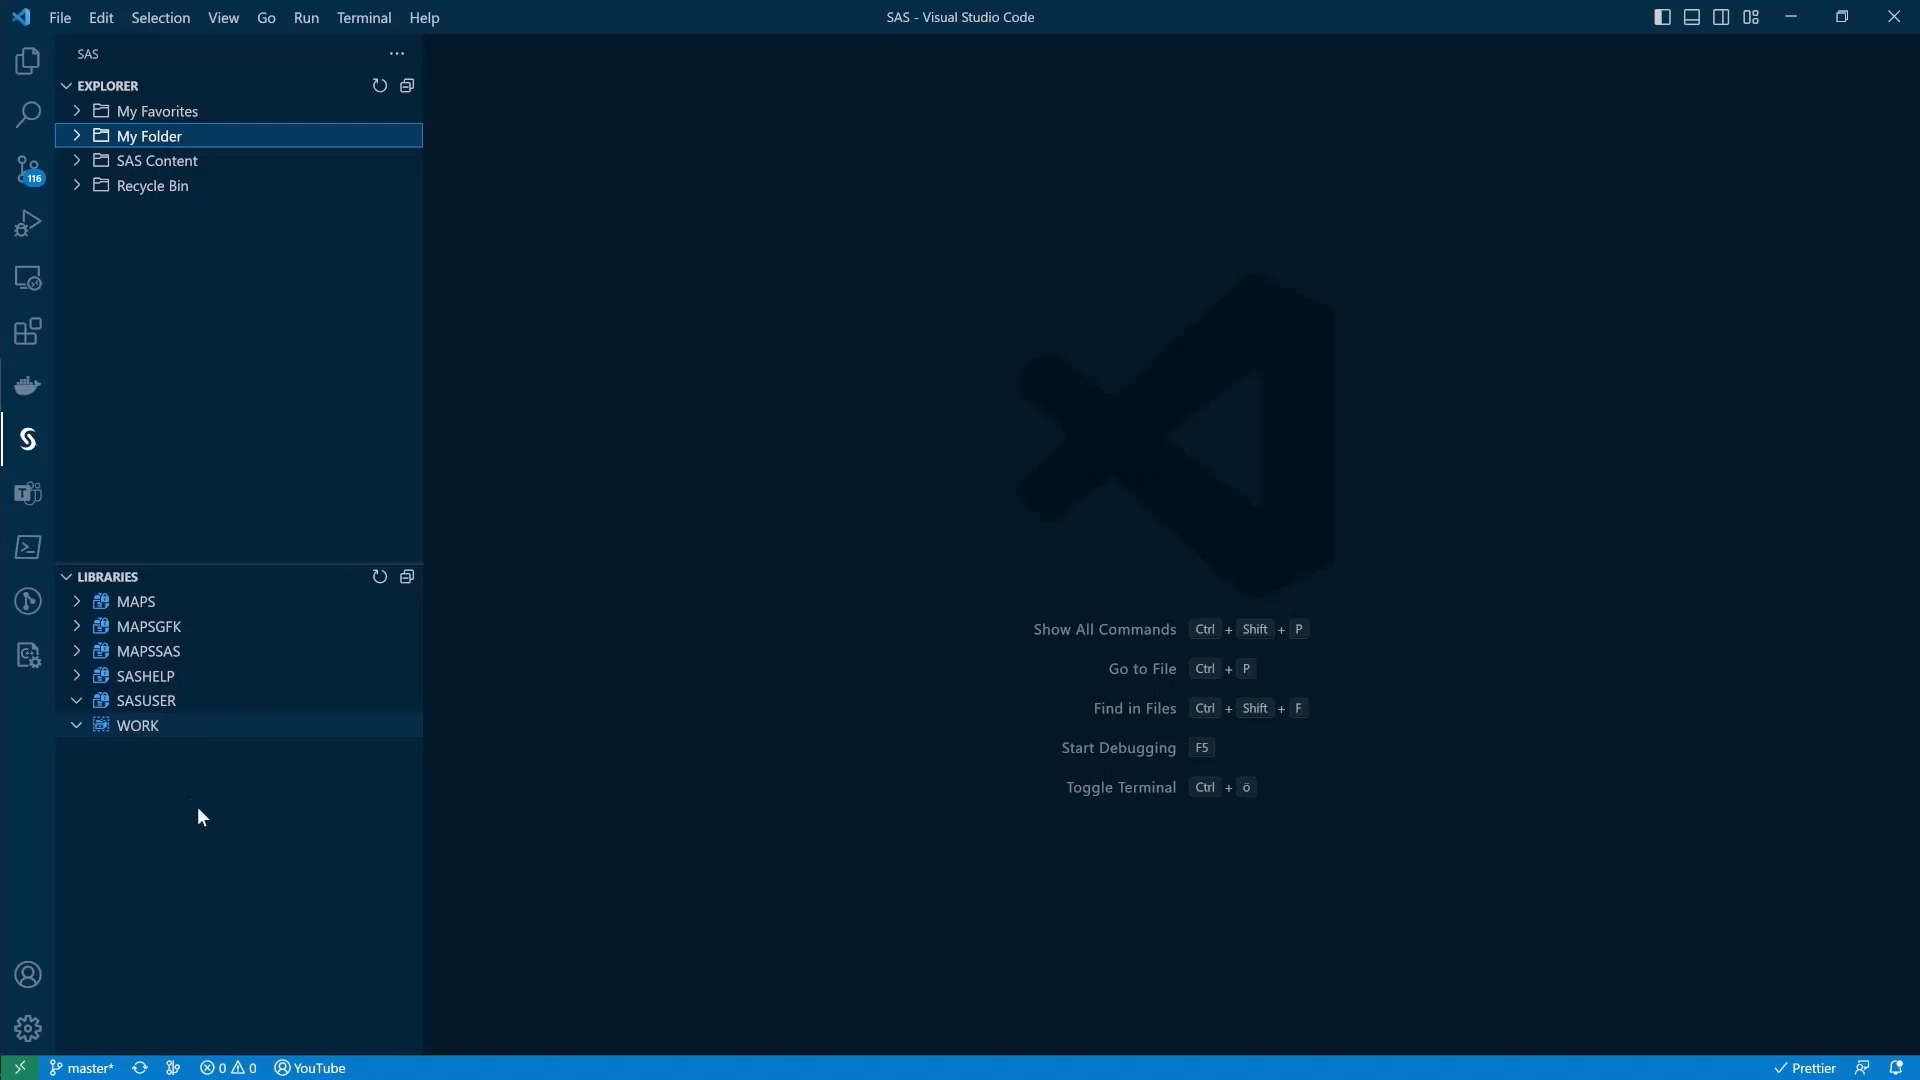 File Edit Selection View Go Run Terminal Help
SAS - Visual Studio Code
SAS
EXPLORER
My Favorites
My Folder
SAS Content
Recycle Bin
116
LIBRARIES
MAPS
MAPSGFK
MAPSSAS
SASHELP
SASUSER
WORK
Show All Commands Ctrl + Shift + P
Go to File Ctrl + P
Find in Files Ctrl + Shift + F
Start Debugging F5
Toggle Terminal Ctrl + ö
master* 0 0 YouTube
Prettier